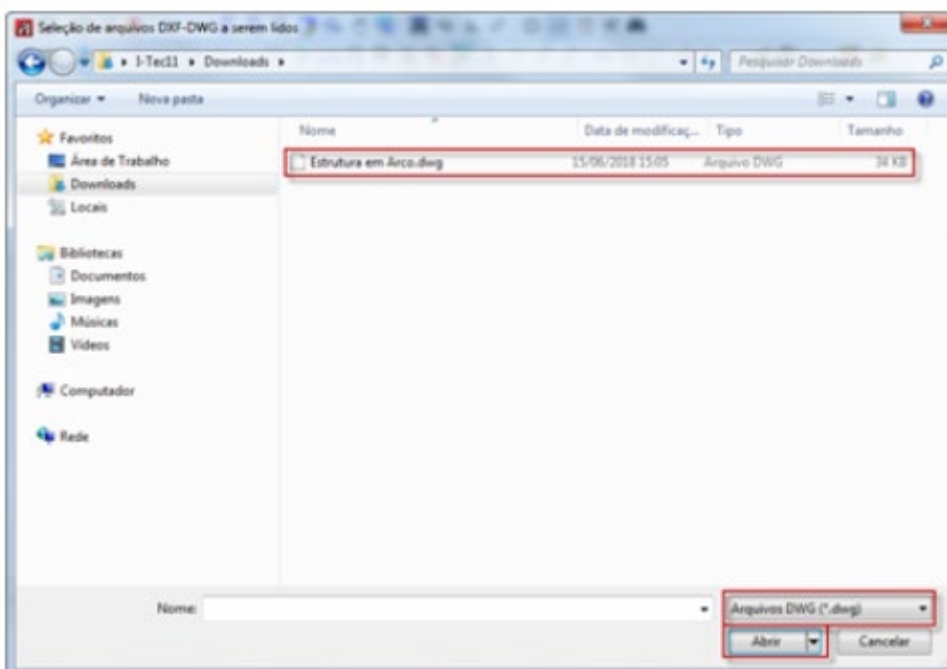 Seleção de arquivos DXF-DWG a serem lidos
I-Tec11 Downloads
Pesquisar Downloads
Organizar Nova pasta
Nome Data de modificaç... Tipo Tamanho
Favoritos
Área de Trabalho
Downloads
Locais
Estrutura em Arco.dwg 15/06/2018 15:05 Arquivo DWG 34 KB
Bibliotecas
Documentos
Imagens
Músicas
Vídeos
Computador
Rede
Nome:
Arquivos DWG (*.dwg)
Abrir Cancelar